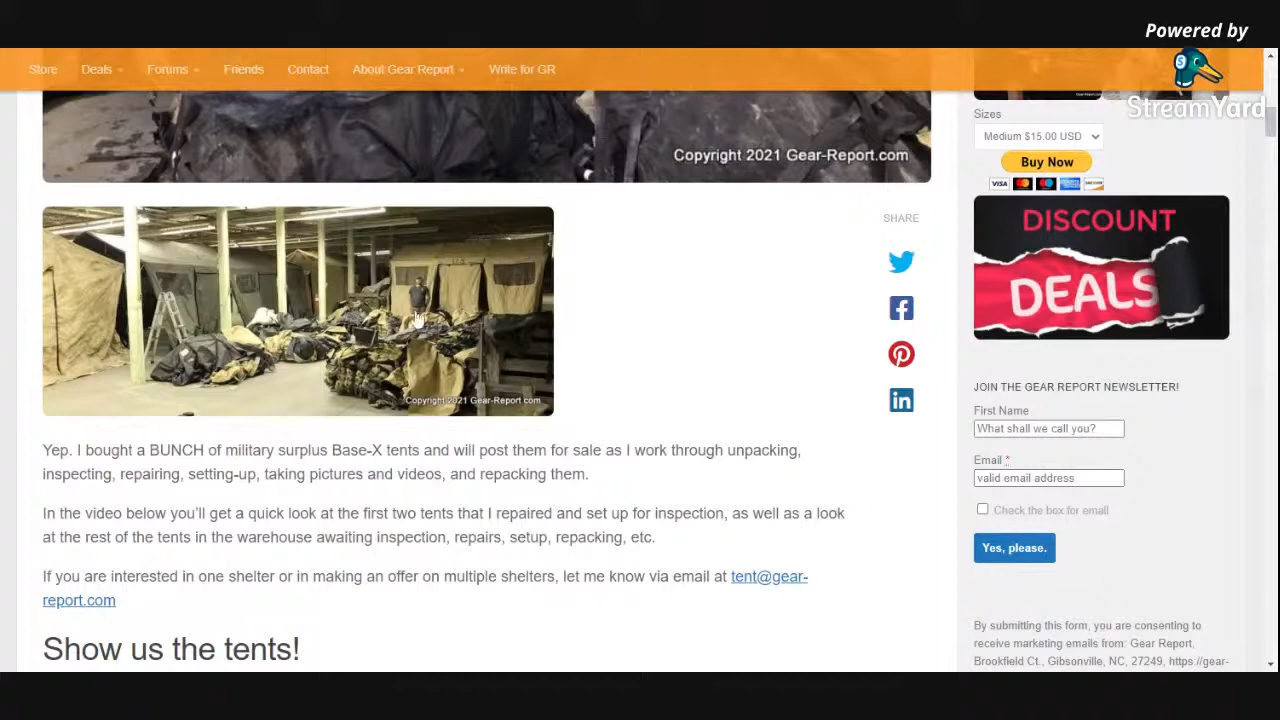 Powered by
Store Deals Forums Friends Contact About Gear Report Write for GR
StreamYard
Copyright 2021 Gear-Report.com
Sizes
Medium $15.00 USD
Buy Now
VISA
SHARE
DISCOUNT
DEALS
Copyright 2021 Gear-Report.com
Yep. I bought a BUNCH of military surplus Base-X tents and will post them for sale as I work through unpacking,
inspecting, repairing, setting-up, taking pictures and videos, and repacking them.
In the video below you’ll get a quick look at the first two tents that I repaired and set up for inspection, as well as a look
at the rest of the tents in the warehouse awaiting inspection, repairs, setup, repacking, etc.
If you are interested in one shelter or in making an offer on multiple shelters, let me know via email at tent@gear-
report.com
Show us the tents!
JOIN THE GEAR REPORT NEWSLETTER!
First Name
What shall we call you?
Email *
valid email address
Check the box for email
Yes, please.
By submitting this form, you are consenting to
receive marketing emails from: Gear Report,
Brookfield Ct., Gibsonville, NC, 27249, https://gear-